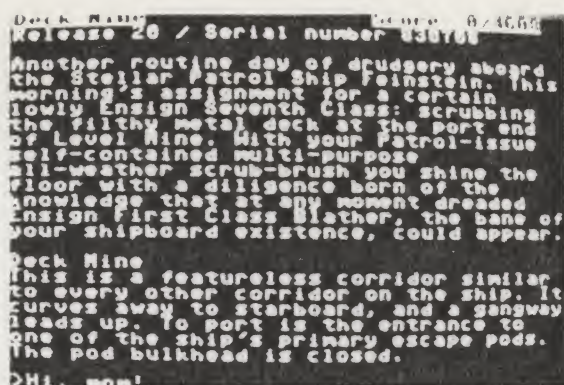 Deck Nine Score: 0/4655
Release 20 / Serial number 830708
Another routine day of drudgery aboard
the Stellar Patrol Ship Feinstein. This
morning's assignment for a certain
lowly Ensign Seventh Class: scrubbing
the filthy metal deck at the port end
of Level Nine. With your Patrol-issue
self-contained multi-purpose
all-weather scrub-brush you shine the
floor with a diligence born of the
knowledge that at any moment dreaded
Ensign First Class Blather, the bane of
your shipboard existence, could appear.
Deck Nine
This is a featureless corridor similar
to every other corridor on the ship. It
curves away to starboard, and a gangway
leads up. To port is the entrance to
one of the ship's primary escape pods.
The pod bulkhead is closed.
>Hi, mom!